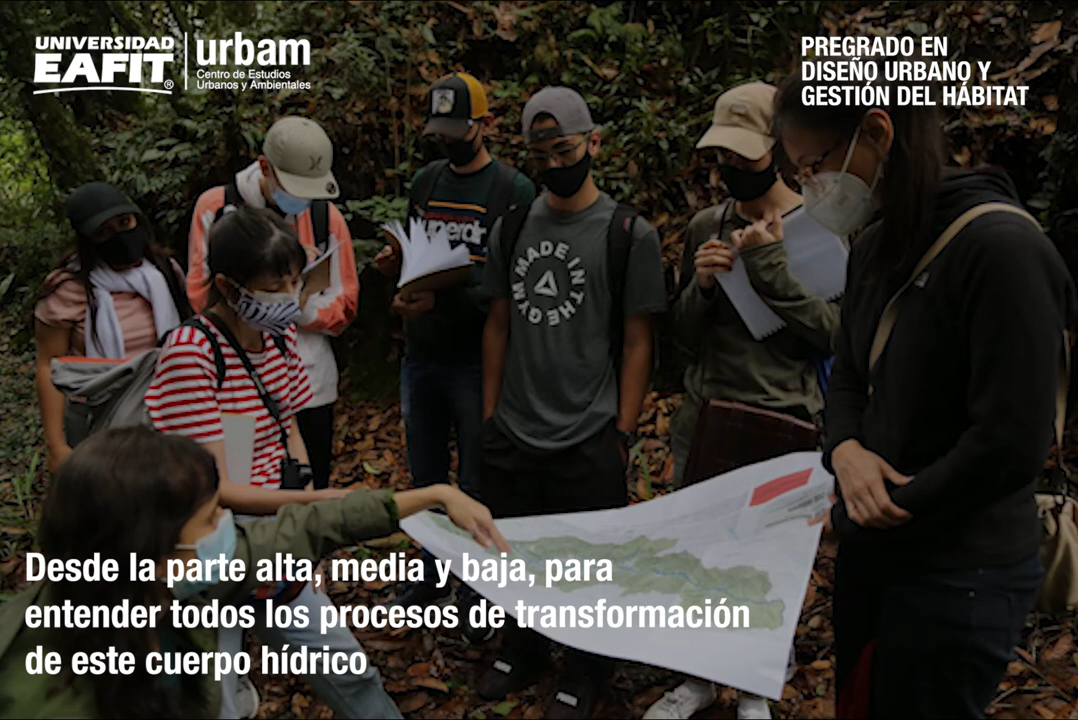 UNIVERSIDAD
EAFIT®
urbam
Centro de Estudios
Urbanos y Ambientales
PREGRADO EN
DISEÑO URBANO Y
GESTIÓN DEL HÁBITAT
MADE IN THE GYM
Desde la parte alta, media y baja, para
entender todos los procesos de transformación
de este cuerpo hídrico